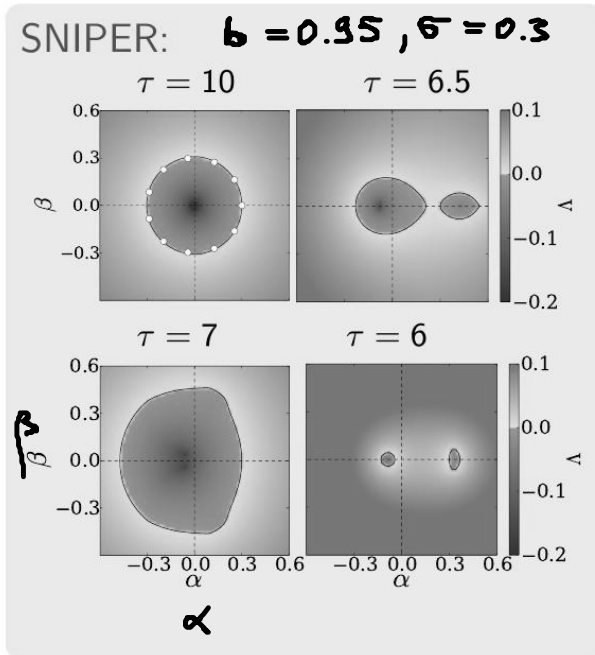 SNIPER: b = 0.95 , σ = 0.3
τ = 10 τ = 6.5
0.6 0.1
0.3 0.0
β 0.0 Λ
−0.3 −0.1
−0.2
τ = 7 τ = 6
0.6 0.1
0.3 0.0
β β 0.0 Λ
−0.3 −0.1
−0.2
−0.3 0.0 0.3 0.6 −0.3 0.0 0.3 0.6
α α
α